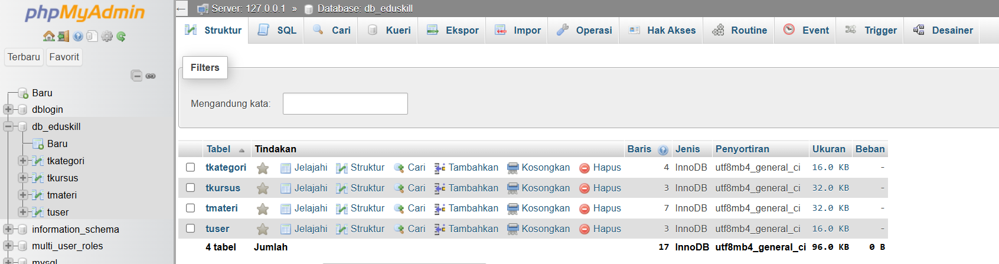 phpMyAdmin
Terbaru Favorit
Baru
dblogin
db_eduskill
Baru
tkategori
tkursus
tmateri
tuser
information_schema
multi_user_roles
mysql
← Server: 127.0.0.1 » Database: db_eduskill
Struktur SQL Cari Kueri Ekspor Impor Operasi Hak Akses Routine Event Trigger Desainer
Filters
Mengandung kata:
Tabel Tindakan Baris Jenis Penyortiran Ukuran Beban
tkategori Jelajahi Struktur Cari Tambahkan Kosongkan Hapus 4 InnoDB utf8mb4_general_ci 16.0 KB -
tkursus Jelajahi Struktur Cari Tambahkan Kosongkan Hapus 3 InnoDB utf8mb4_general_ci 32.0 KB -
tmateri Jelajahi Struktur Cari Tambahkan Kosongkan Hapus 7 InnoDB utf8mb4_general_ci 32.0 KB -
tuser Jelajahi Struktur Cari Tambahkan Kosongkan Hapus 3 InnoDB utf8mb4_general_ci 16.0 KB -
4 tabel Jumlah 17 InnoDB utf8mb4_general_ci 96.0 KB 0 B